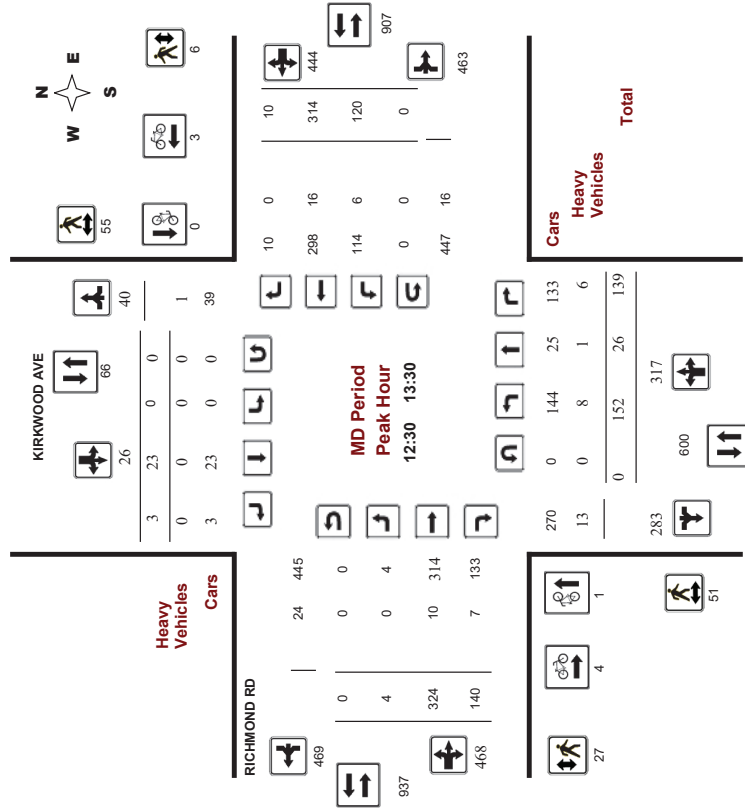 N
W E
S
KIRKWOOD AVE
26 66 40
3 23 0 0
0 0 0 0 1
3 23 0 0 39
55 6
0 3
Heavy
Vehicles
Cars
RICHMOND RD
469 24 445
0 0 0
937
4 0 4
324 10 314
468
140 7 133
MD Period
Peak Hour
12:30 13:30
10 0 10
444
298 16 314
907
114 6 120
0 0 0
447 16 463
27 4 1
51
270 0 144 25 133 Cars
13 0 8 1 6 Heavy
Vehicles
0 152 26 139 Total
283 317
600